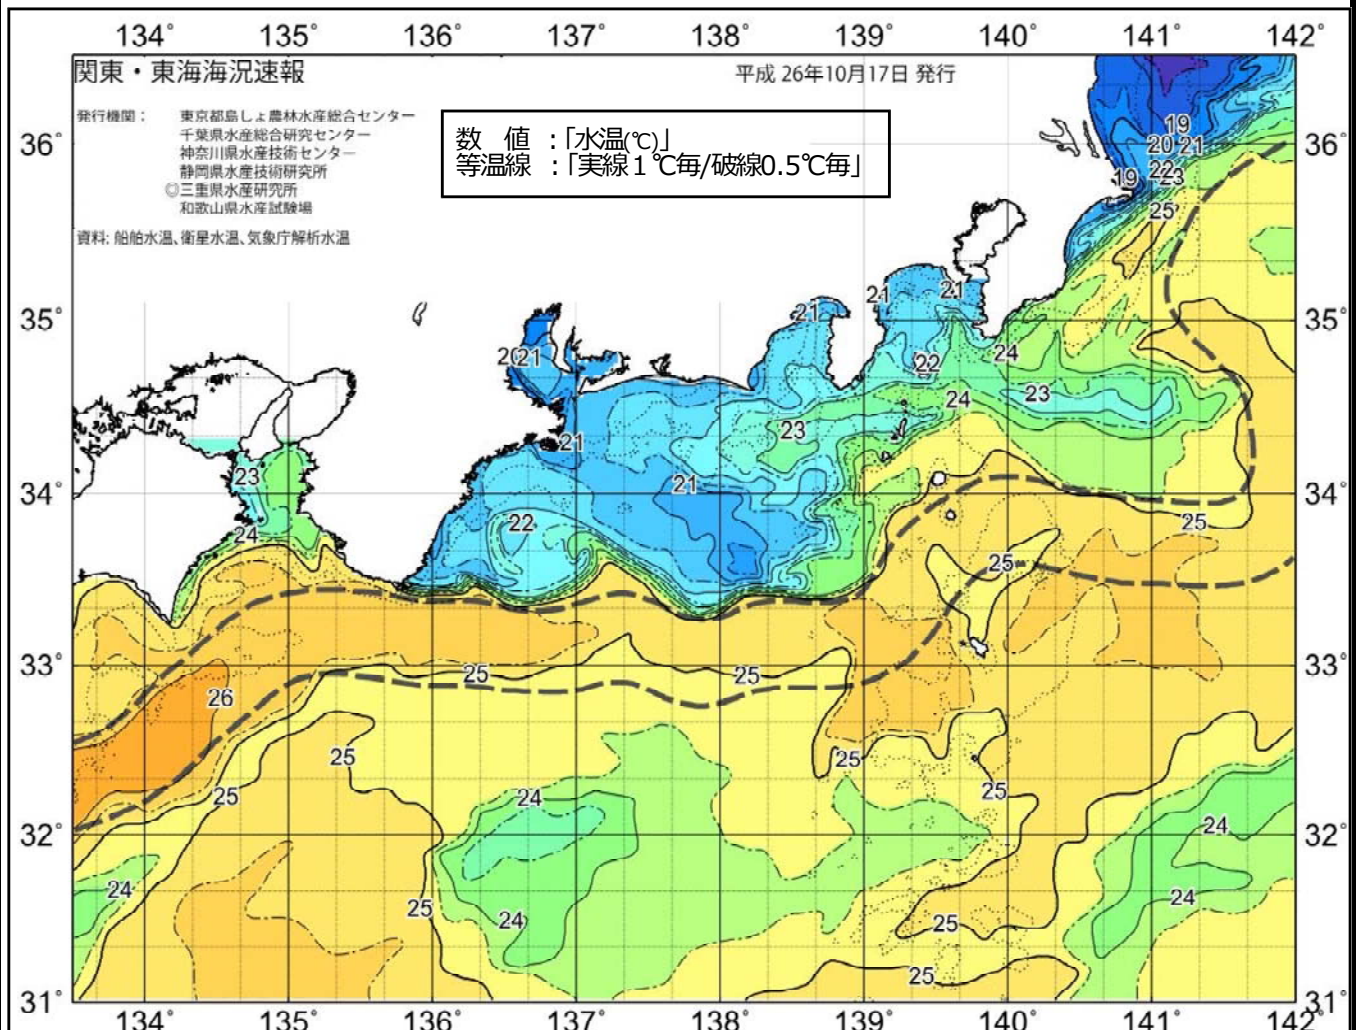 134° 135° 136° 137° 138° 139° 140° 141° 142°
関東・東海海況速報
平成 26年10月17日 発行
発行機関： 東京都島しょ農林水産総合センター
千葉県水産総合研究センター
神奈川県水産技術センター
静岡県水産技術研究所
◎三重県水産研究所
和歌山県水産試験場
資料: 船舶水温、衛星水温、気象庁解析水温
数 値 ：「水温(℃)」
等温線 ：「実線１℃毎/破線0.5℃毎」
36° 36°
19
20 21
22
19 23
25
21 21
21
35° 35°
20 21
24
22
24 23
23
21
23 21
34° 34°
22
25
24
25
33° 33°
25 25
26
25 25
25 24 25
32° 32°
24
24
25 24 25 24
25
31° 31°
134 135 136 137 138 139 140 141 142°